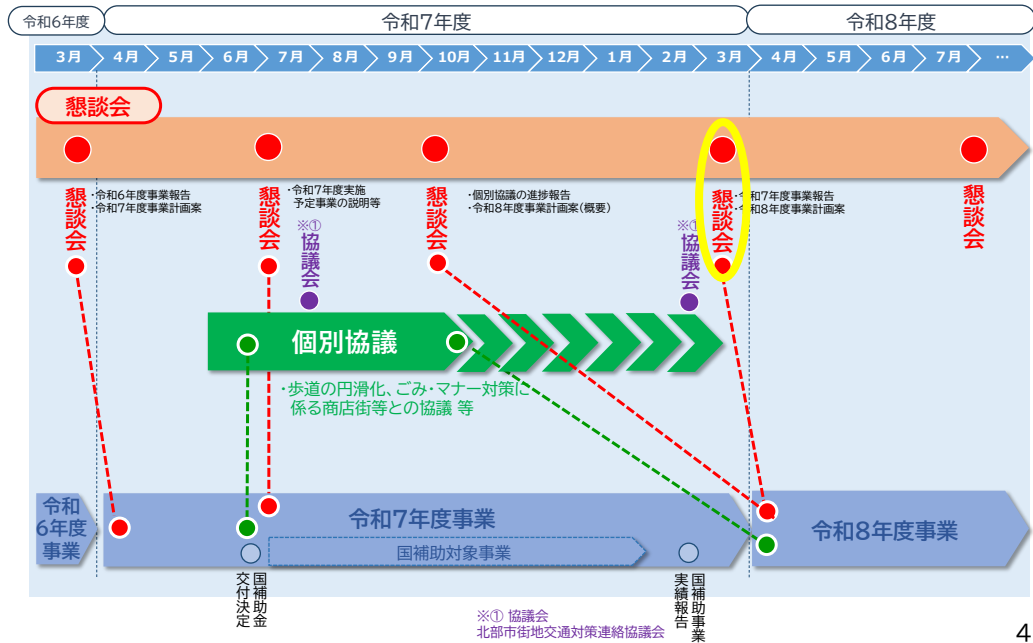 令和6年度
令和7年度
令和8年度
3月 4月 5月 6月 7月 8月 9月 10月 11月 12月 1月 2月 3月 4月 5月 6月 7月 …
懇談会
懇談会
・令和6年度事業報告
・令和7年度事業計画案
懇談会
・令和7年度実施
予定事業の説明等
懇談会
・個別協議の進捗報告
・令和8年度事業計画案(概要)
懇談会
・令和7年度事業報告
・令和8年度事業計画案
懇談会
※①
協議会
※①
協議会
個別協議
・歩道の円滑化、ごみ・マナー対策に
係る商店街等との協議 等
令和
6年度
事業
令和7年度事業
国補助対象事業
令和8年度事業
国補助金
交付決定
国補助事業
実績報告
※① 協議会
北部市街地交通対策連絡協議会
4